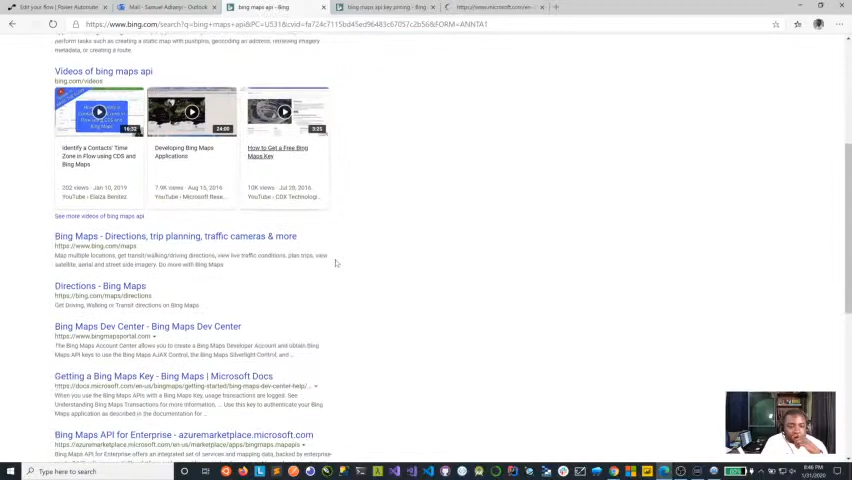 Edit your flow | Power Automate
Mail - Samuel Adranyi - Outlook
bing maps api - Bing
bing maps api key pricing - Bing
https://www.microsoft.com/en-
https://www.bing.com/search?q=bing+maps+api&PC=U531&cvid=fa724c7115bd45ed96483c67057c2b56&FORM=ANNTA1
perform tasks such as creating a static map with pushpins, geocoding an address, retrieving imagery
metadata, or creating a route.
Videos of bing maps api
bing.com/videos
16:32
24:00
3:25
Identify a Contacts' Time
Zone in Flow using CDS and
Bing Maps
Developing Bing Maps
Applications
How to Get a Free Bing
Maps Key
202 views · Jan 10, 2019
YouTube › Elaiza Benitez
7.9K views · Aug 15, 2016
YouTube › Microsoft Rese...
10K views · Jul 28, 2016
YouTube › CDX Technologi...
See more videos of bing maps api
Bing Maps - Directions, trip planning, traffic cameras & more
https://www.bing.com/maps
Map multiple locations, get transit/walking/driving directions, view live traffic conditions, plan trips, view
satellite, aerial and street side imagery. Do more with Bing Maps
Directions - Bing Maps
https://bing.com/maps/directions
Get Driving, Walking or Transit directions on Bing Maps
Bing Maps Dev Center - Bing Maps Dev Center
https://www.bingmapsportal.com
The Bing Maps Account Center allows you to create a Bing Maps Developer Account and obtain Bing
Maps API keys to use the Bing Maps AJAX Control, the Bing Maps Silverlight Control, and ...
Getting a Bing Maps Key - Bing Maps | Microsoft Docs
https://docs.microsoft.com/en-us/bingmaps/getting-started/bing-maps-dev-center-help/...
When you use the Bing Maps APIs with a Bing Maps Key, usage transactions are logged. See
Understanding Bing Maps Transactions for more information. .. Use this key to authenticate your Bing
Maps application as described in the documentation for ...
Bing Maps API for Enterprise - azuremarketplace.microsoft.com
https://azuremarketplace.microsoft.com/en-us/marketplace/apps/bingmaps.mapapis
Bing Maps API for Enterprise offers an integrated set of services and mapping data, backed by enterprise
Type here to search
80%
8:46 PM
1/31/2020